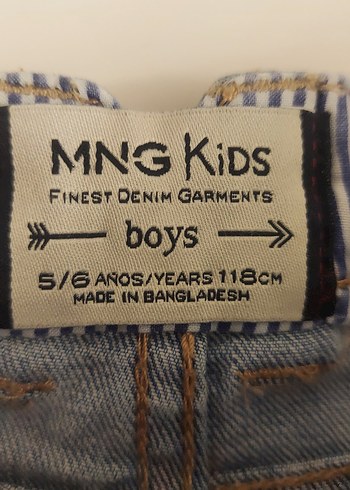 MNG KIDS
FINEST DENIM GARMENTS
boys
5/6 AÑOS/YEARS 118CM
MADE IN BANGLADESH